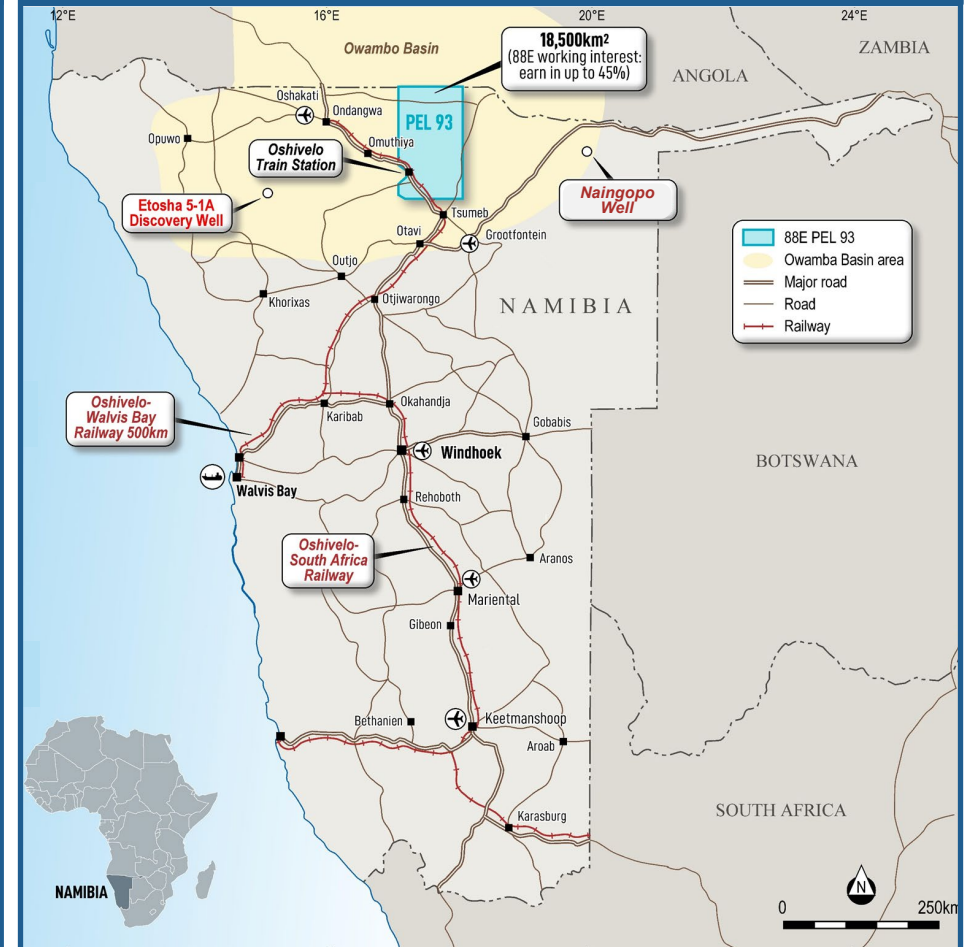 12°E
16°E
20°E
24°E
Owambo Basin
18,500km²
(88E working interest:
earn in up to 45%)
ZAMBIA
ANGOLA
Oshakati
Ondangwa
PEL 93
Opuwo
Omuthiya
Oshivelo
Train Station
Etosha 5-1A
Discovery Well
Naingopo
Well
Tsumeb
Otavi
Grootfontein
88E PEL 93
Owamba Basin area
Major road
Road
Railway
Outjo
Khorixas
Otjiwarongo
NAMIBIA
Oshivelo-
Walvis Bay
Railway 500km
Karibab
Okahandja
Gobabis
Windhoek
BOTSWANA
Walvis Bay
Rehoboth
Oshivelo-
South Africa
Railway
Aranos
Mariental
Gibeon
Bethanien
Keetmanshoop
Aroab
Karasburg
SOUTH AFRICA
NAMIBIA
N
0
250km